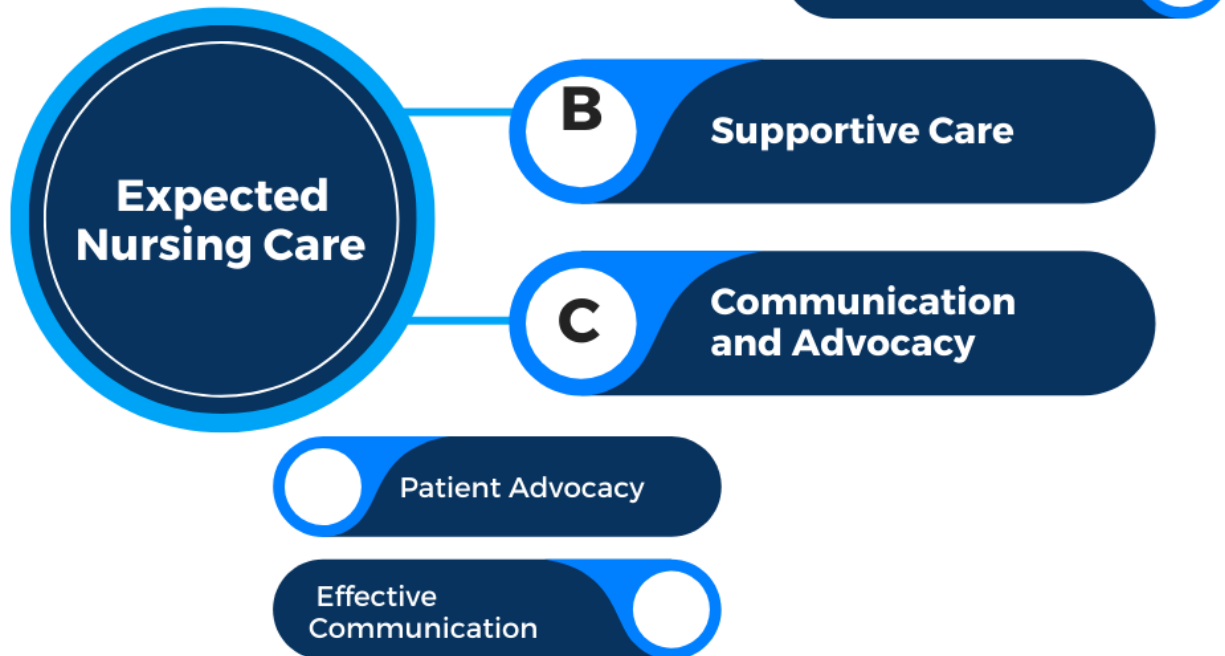 Expected
Nursing Care
B
Supportive Care
C
Communication
and Advocacy
Patient Advocacy
Effective
Communication